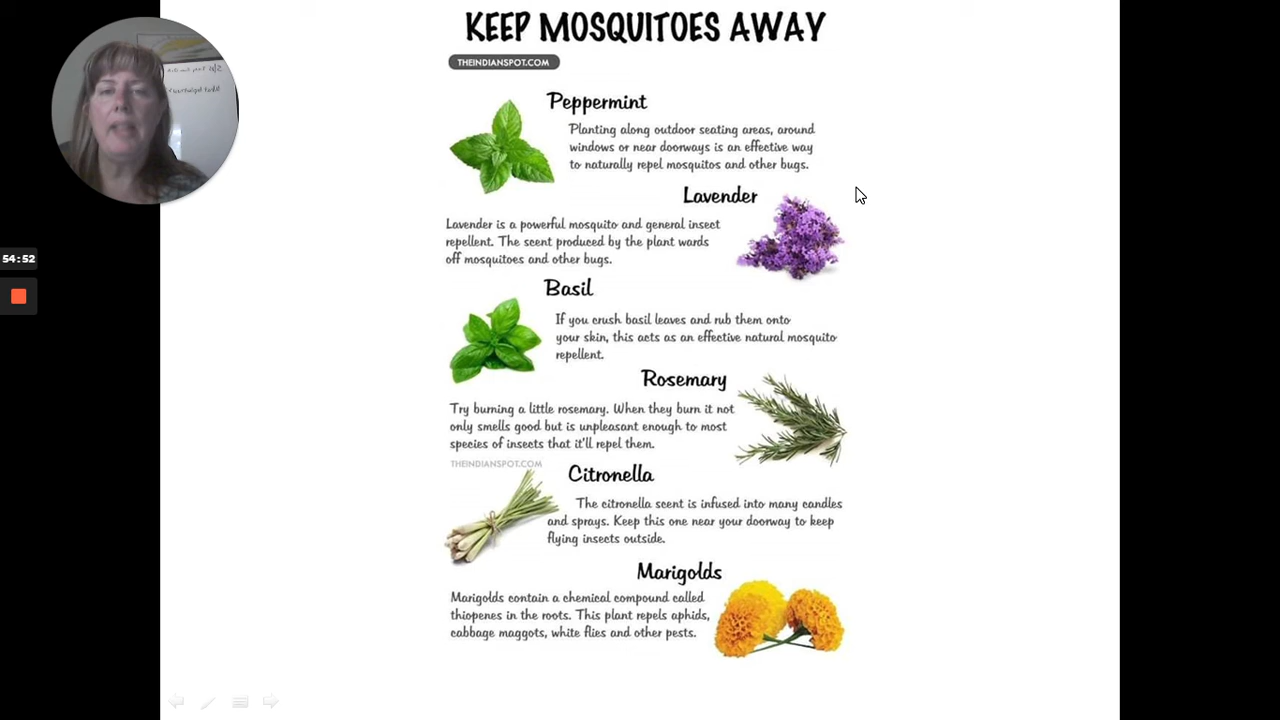 KEEP MOSQUITOES AWAY
THEINDIANSPOT.COM
Peppermint
Planting along outdoor seating areas, around
windows or near doorways is an effective way
to naturally repel mosquitos and other bugs.
Lavender
Lavender is a powerful mosquito and general insect
repellent. The scent produced by the plant wards
off mosquitoes and other bugs.
Basil
If you crush basil leaves and rub them onto
your skin, this acts as an effective natural mosquito
repellent.
Rosemary
Try burning a little rosemary. When they burn it not
only smells good but is unpleasant enough to most
species of insects that it'll repel them.
THEINDIANSPOT.COM
Citronella
The citronella scent is infused into many candles
and sprays. Keep this one near your doorway to keep
flying insects outside.
Marigolds
Marigolds contain a chemical compound called
thiopenes in the roots. This plant repels aphids,
cabbage maggots, white flies and other pests.
54:52